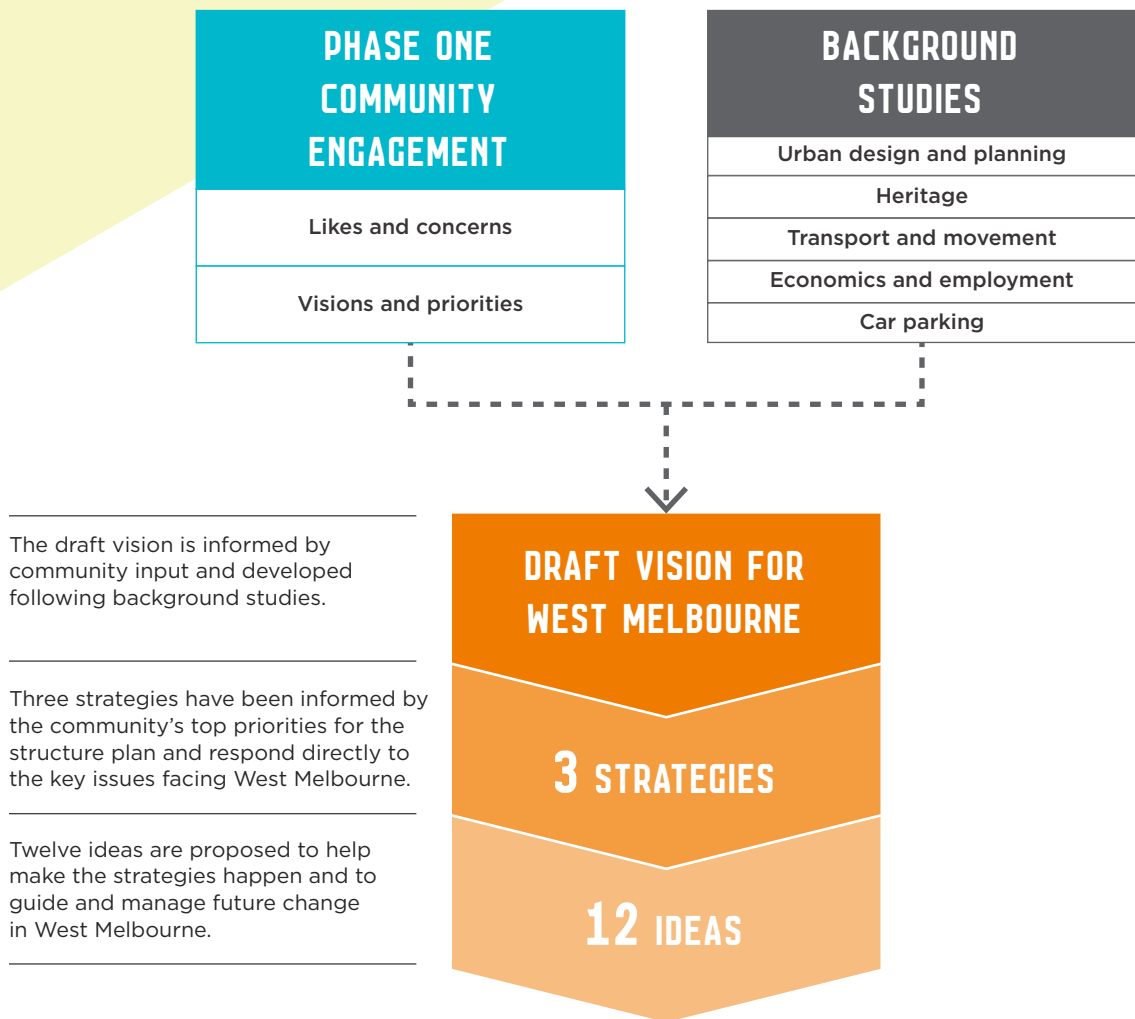 PHASE ONE
COMMUNITY
ENGAGEMENT
Likes and concerns
Visions and priorities
BACKGROUND
STUDIES
Urban design and planning
Heritage
Transport and movement
Economics and employment
Car parking
The draft vision is informed by
community input and developed
following background studies.
DRAFT VISION FOR
WEST MELBOURNE
Three strategies have been informed by
the community’s top priorities for the
structure plan and respond directly to
the key issues facing West Melbourne.
3 STRATEGIES
Twelve ideas are proposed to help
make the strategies happen and to
guide and manage future change
in West Melbourne.
12 IDEAS